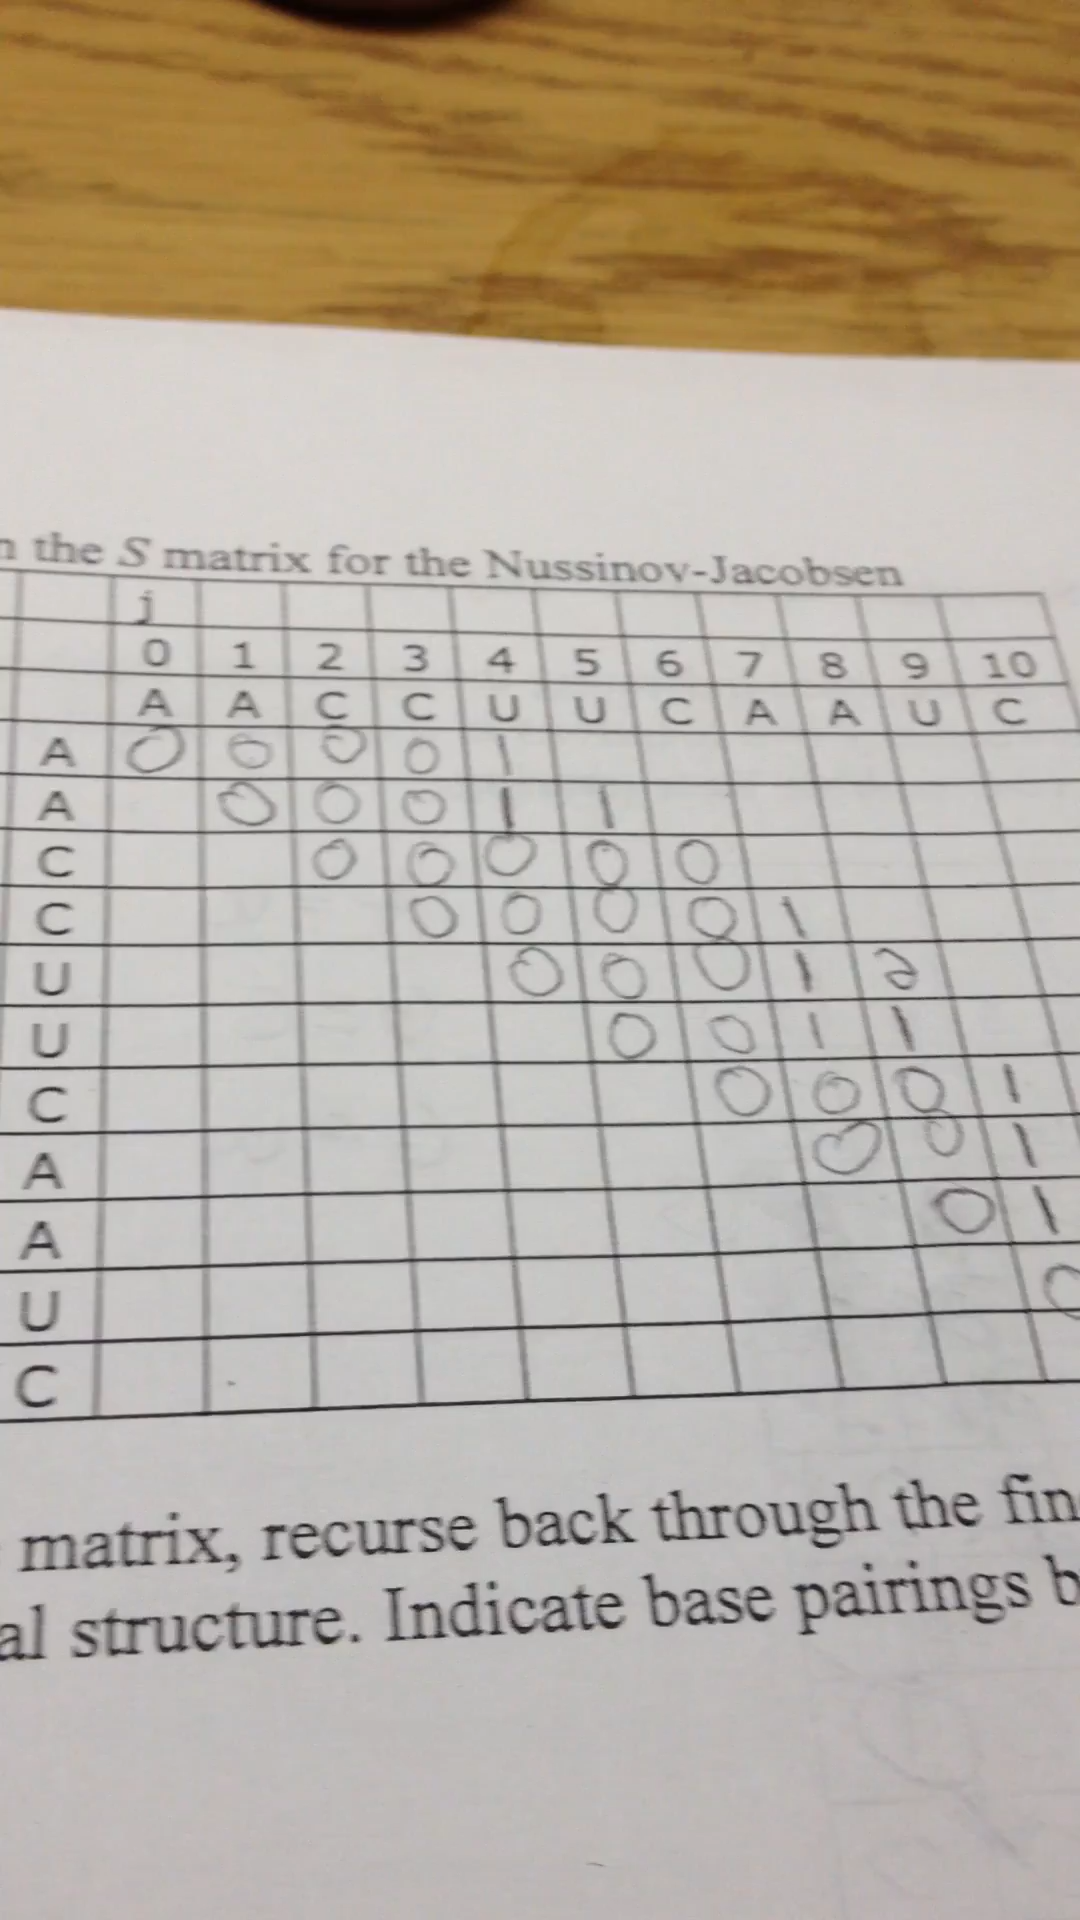 the S matrix for the Nussinov-Jacobsen
j
0 1 2 3 4 5 6 7 8 9 10
A A C C U U C A A U C
A 0 0 0 0 1
A 0 0 0 1 1
C 0 0 0 0 0
C 0 0 0 0 1
U 0 0 0 1 2
U 0 0 1 1
C 0 0 0 1
A 0 0 1
A 0 1
U 0
C
matrix, recurse back through the fin
al structure. Indicate base pairings b